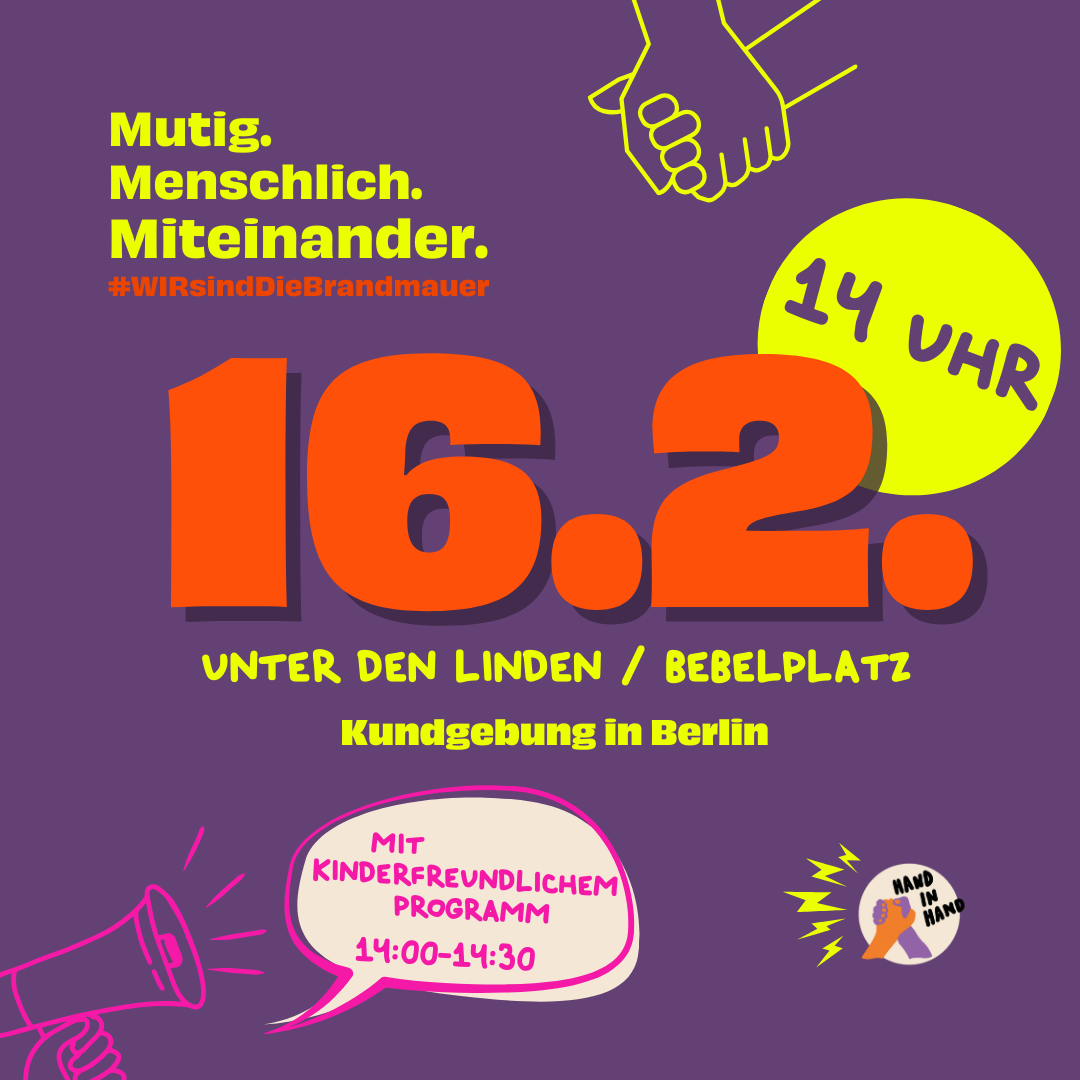 Mutig.
Menschlich.
Miteinander.
#WIRsindDieBrandmauer
14 UHR
16.2.
UNTER DEN LINDEN / BEBELPLATZ
Kundgebung in Berlin
MIT
KINDERFREUNDLICHEM
PROGRAMM
14:00-14:30
HAND
IN
HAND